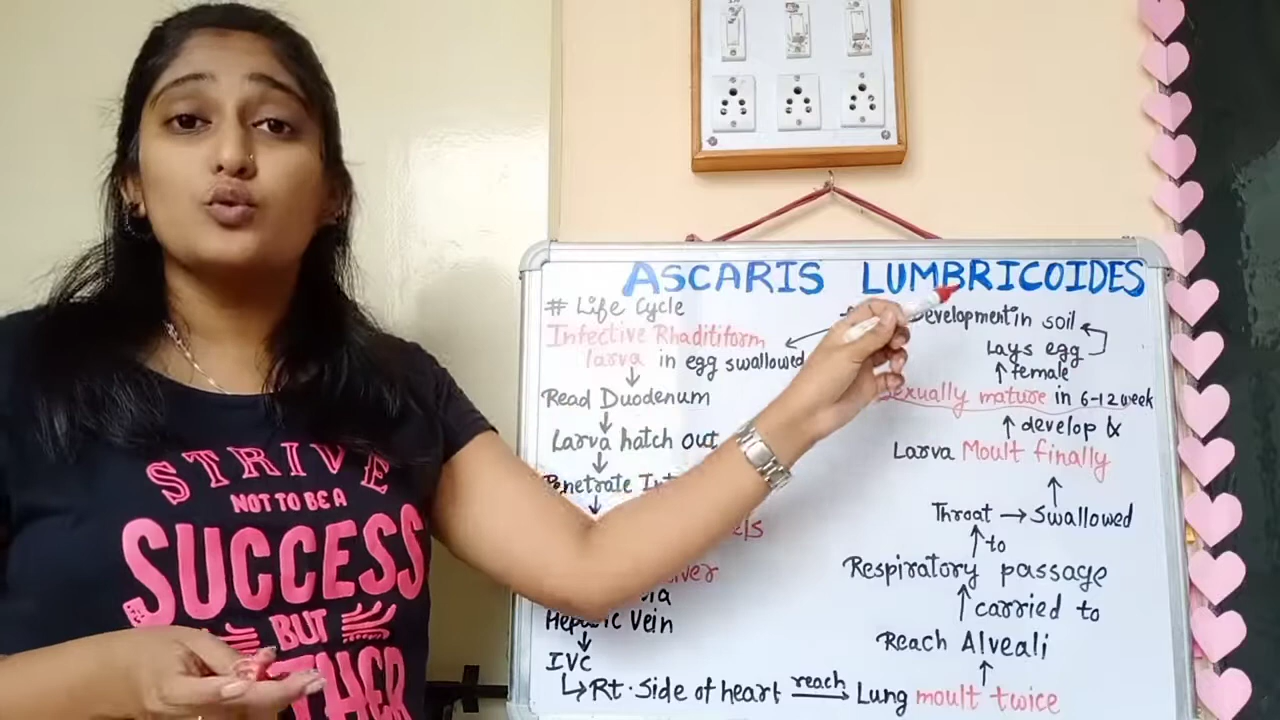 ASCARIS LUMBRICOIDES
# Life Cycle
Infective Rhaditiform
larva in egg swallowed
↓
Read Duodenum
↓
Larva hatch out
↓
Penetrate
↓
Hepatic Vein
↓
IVC
↳ Rt. Side of heart reach → Lung moult twice
↑
Reach Alveali
↑ carried to
Respiratory passage
↑ to
Throat → Swallowed
↑
Larva Moult finally
↑ develop &
Sexually mature in 6-12 week
↑ female
Lays egg
Development in soil
STRIVE
NOT TO BE A
SUCCESS
BUT